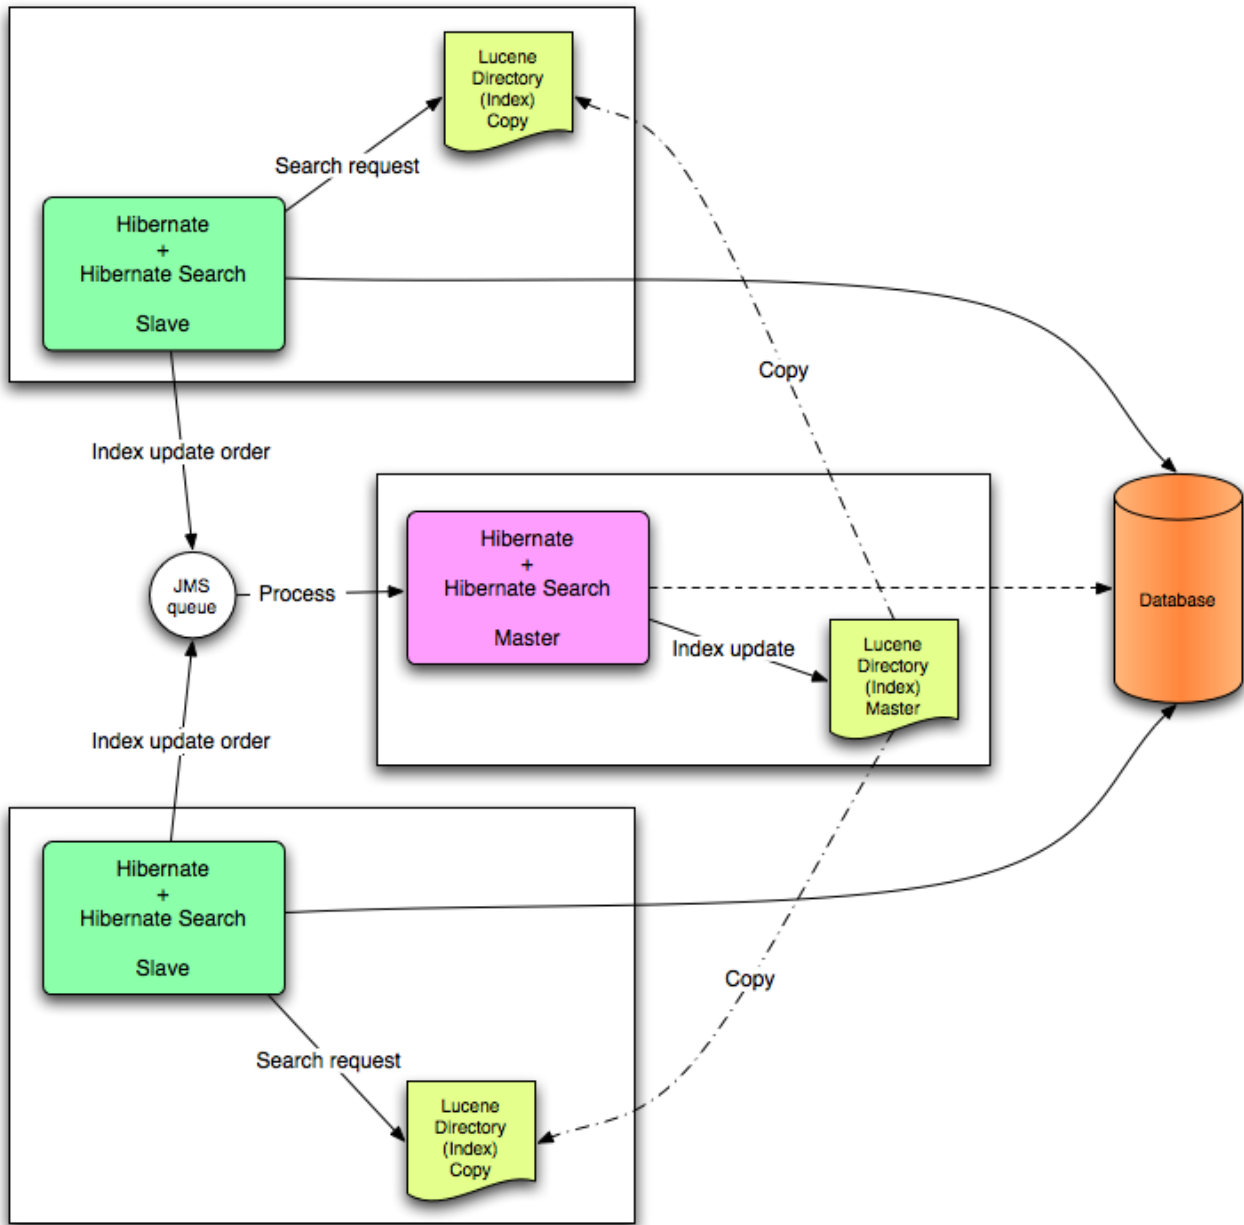 Lucene
Directory
(Index)
Copy
Search request
Hibernate
+
Hibernate Search
Slave
Copy
Index update order
Hibernate
+
Hibernate Search
Master
JMS
queue
Process
Database
Index update
Lucene
Directory
(Index)
Master
Index update order
Hibernate
+
Hibernate Search
Slave
Copy
Search request
Lucene
Directory
(Index)
Copy